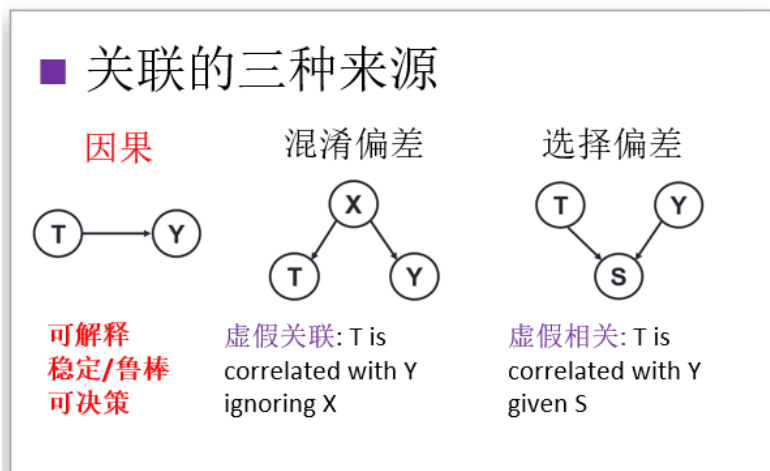 关联的三种来源
因果
混淆偏差
选择偏差
T
Y
X
T
Y
T
Y
S
可解释
稳定/鲁棒
可决策
虚假关联: T is
correlated with Y
ignoring X
虚假相关: T is
correlated with Y
given S